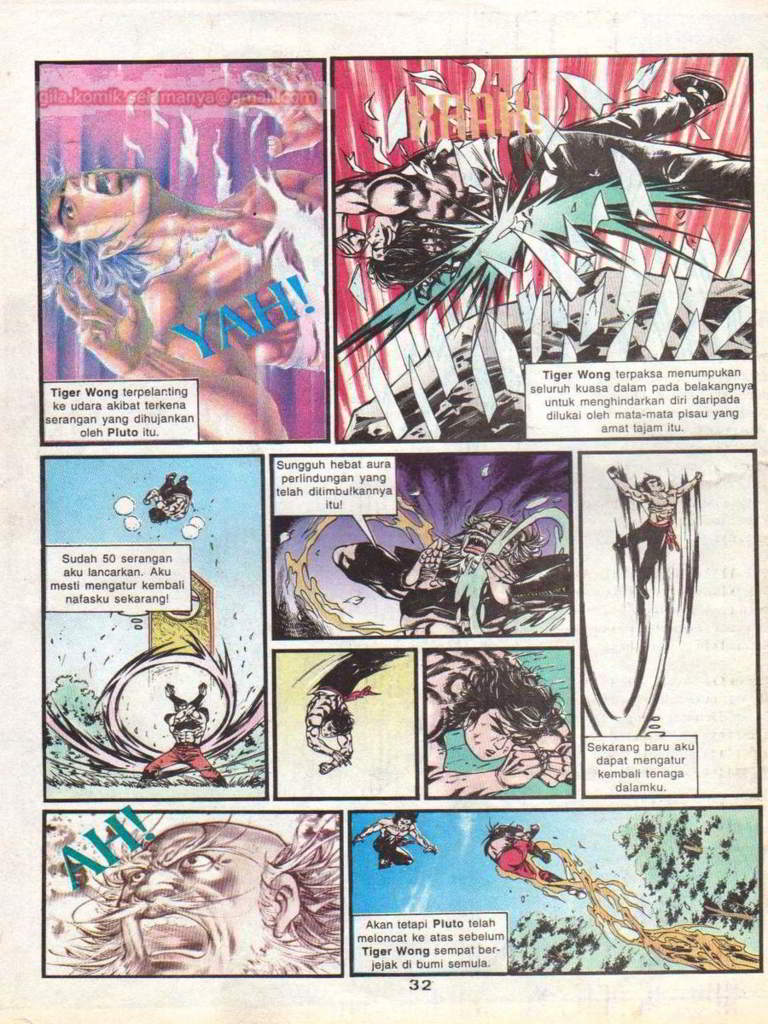 gila.komik.selamanya@gmail.com
YAH!
Tiger Wong terpelanting
ke udara akibat terkena
serangan yang dihujankan
oleh Pluto itu.
YAAH!
Tiger Wong terpaksa menumpukan
seluruh kuasa dalam pada belakangnya
untuk menghindarkan diri daripada
dilukai oleh mata-mata pisau yang
amat tajam itu.
Sudah 50 serangan
aku lancarkan. Aku
mesti mengatur kembali
nafasku sekarang!
Sungguh hebat aura
perlindungan yang
telah ditimbulkannya
itu!
Sekarang baru aku
dapat mengatur
kembali tenaga
dalamku.
AH!
Akan tetapi Pluto telah
meloncat ke atas sebelum
Tiger Wong sempat ber-
jejak di bumi semula.
32